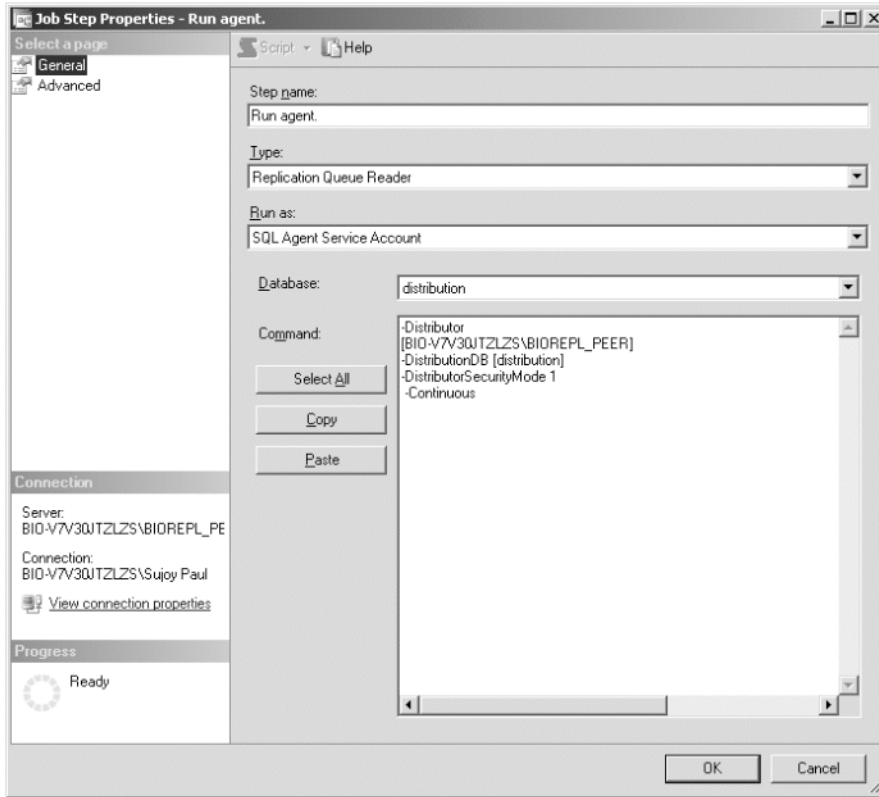 Job Step Properties - Run agent.
Select a page
General
Advanced
Script
Help
Step name:
Run agent.
Type:
Replication Queue Reader
Run as:
SQL Agent Service Account
Database:
distribution
Command:
-Distributor
[BIO-V7V30JTZLZS\BIOREPL_PEER]
-DistributionDB [distribution]
-DistributorSecurityMode 1
-Continuous
Select All
Copy
Paste
Connection
Server:
BIO-V7V30JTZLZS\BIOREPL_PE
Connection:
BIO-V7V30JTZLZS\Sujoy Paul
View connection properties
Progress
Ready
OK
Cancel